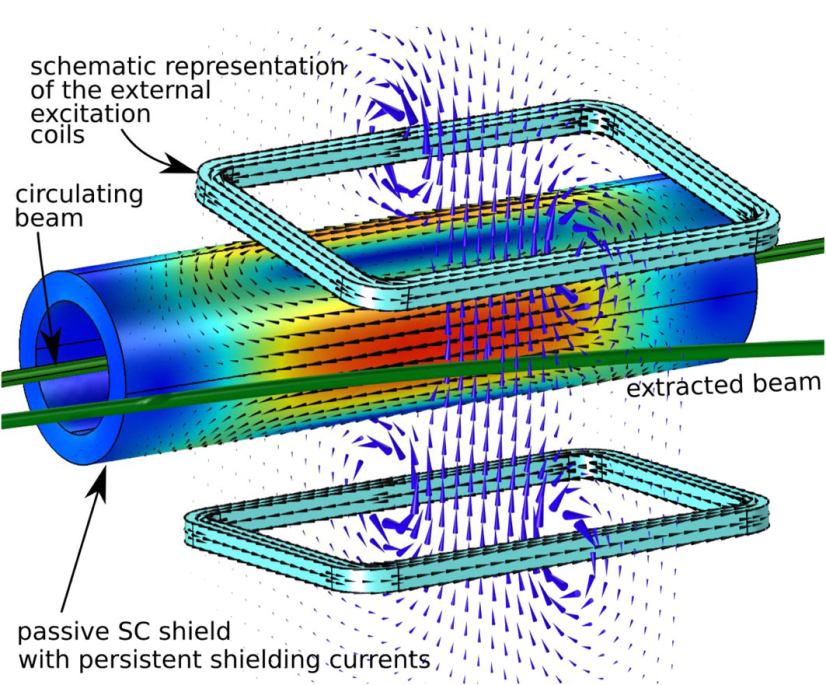 schematic representation
of the external
excitation
coils
circulating
beam
extracted beam
passive SC shield
with persistent shielding currents